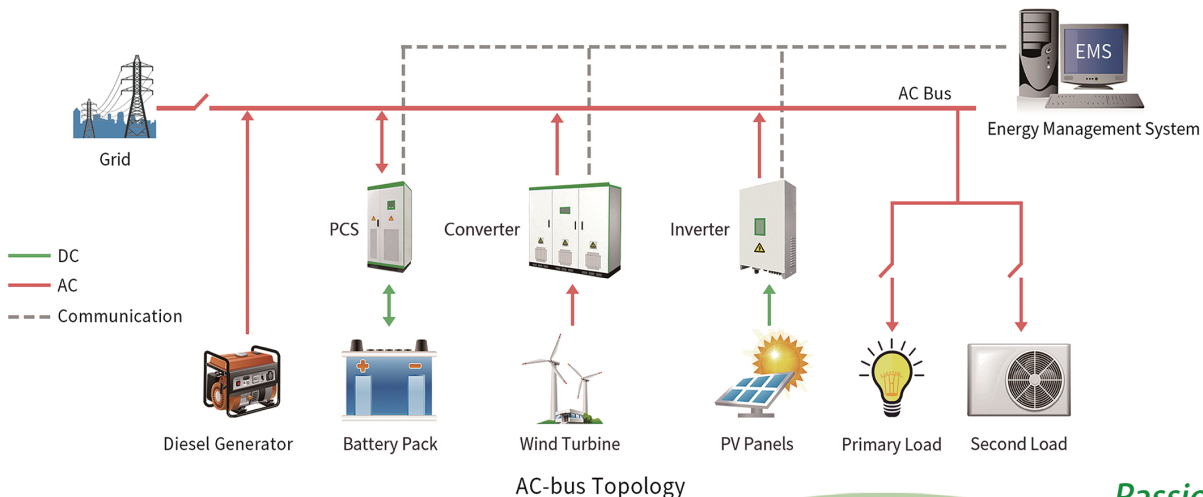 EMS
AC Bus
Energy Management System
Grid
PCS
Converter
Inverter
DC
AC
Communication
Diesel Generator
Battery Pack
Wind Turbine
PV Panels
Primary Load
Second Load
AC-bus Topology